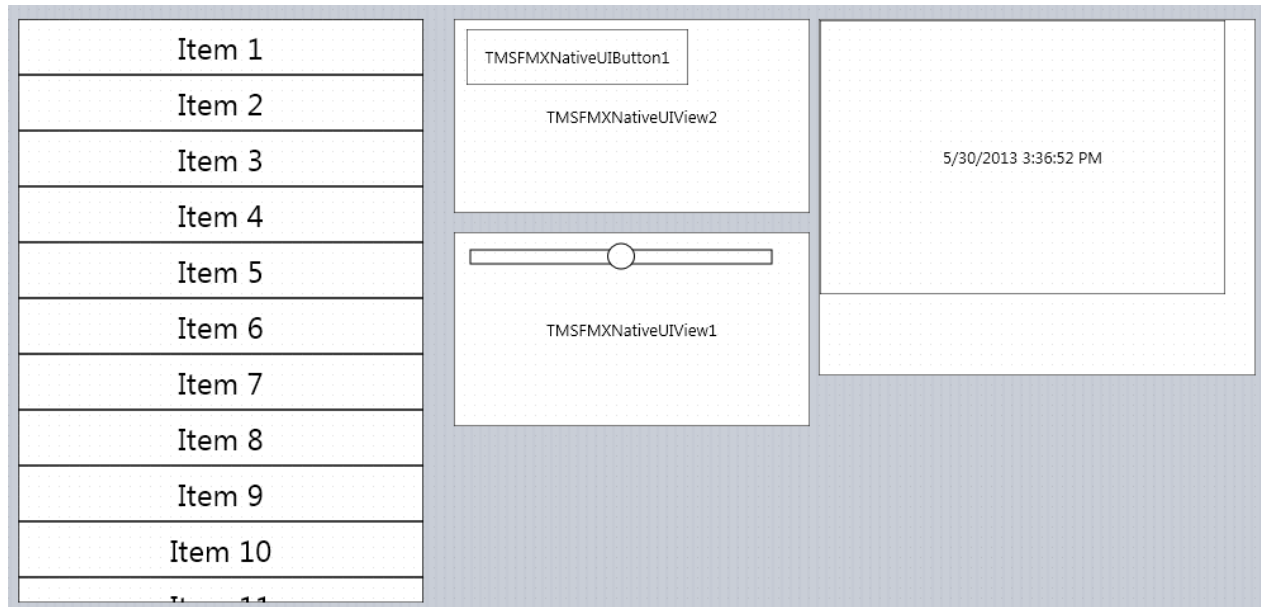 Item 1
Item 2
Item 3
Item 4
Item 5
Item 6
Item 7
Item 8
Item 9
Item 10
TMSFMXNativeUIButton1
TMSFMXNativeUIView2
TMSFMXNativeUIView1
5/30/2013 3:36:52 PM